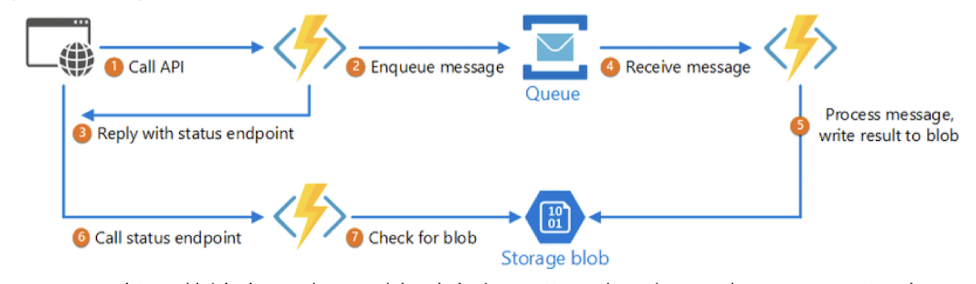 1 Call API
2 Enqueue message
Queue
4 Receive message
3 Reply with status endpoint
5 Process message,
write result to blob
6 Call status endpoint
7 Check for blob
10
01
Storage blob